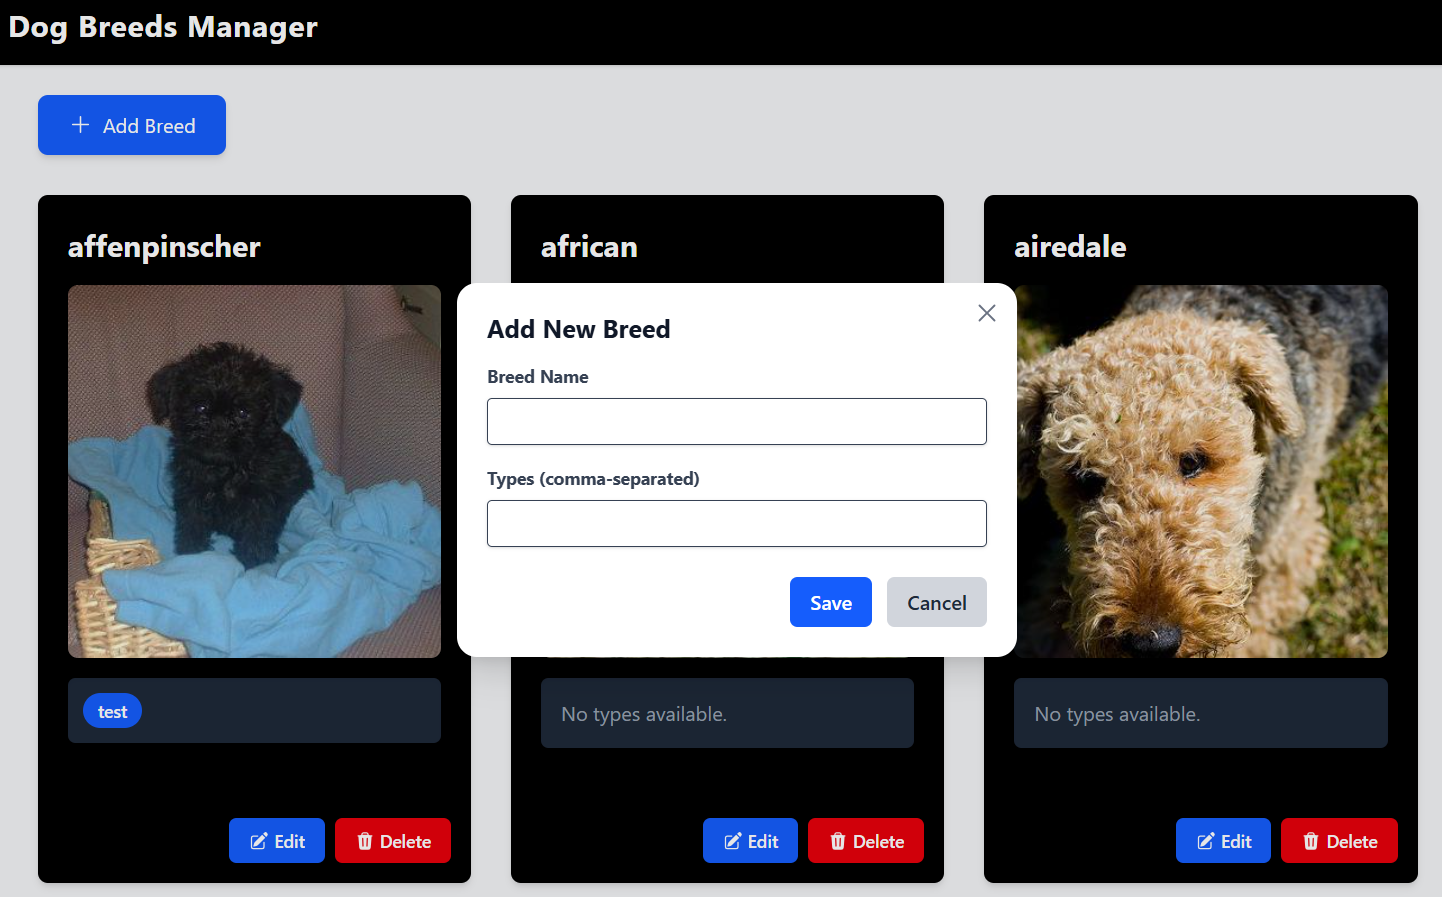 Dog Breeds Manager
Add Breed
affenpinscher
african
airedale
Add New Breed
Breed Name
Types (comma-separated)
Save
Cancel
test
No types available.
No types available.
Edit
Delete
Edit
Delete
Edit
Delete